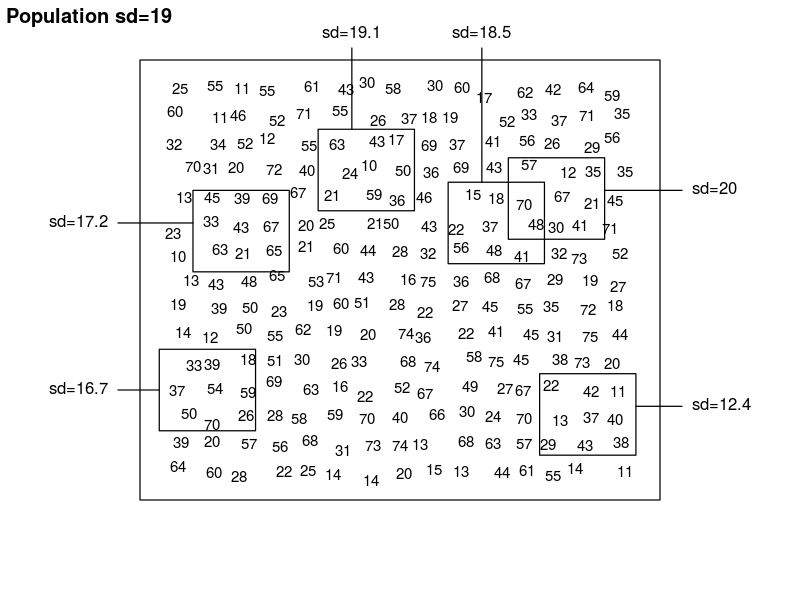 Population sd=19
sd=19.1 sd=18.5
25 55 11 55 61 43 30 58 30 60 17 62 42 64 59
60 11 46 52 71 55 26 37 18 19 52 33 37 71 35
32 34 52 12 55 63 43 17 69 37 41 56 26 29 56
70 31 20 72 40 24 10 50 36 69 43 57 12 35 35
sd=20
13 45 39 69 67 21 59 36 46 15 18 70 67 21 45
sd=17.2
23 33 43 67 20 25 21 50 43 22 37 48 30 41 71
10 63 21 65 21 60 44 28 32 56 48 41 32 73 52
13 43 48 65 53 71 43 16 75 36 68 67 29 19 27
19 39 50 23 19 60 51 28 22 27 45 55 35 72 18
14 12 50 55 62 19 20 74 36 22 41 45 31 75 44
33 39 18 51 30 26 33 68 74 58 75 45 38 73 20
sd=16.7
37 54 59 69 63 16 22 52 67 49 27 67 22 42 11
sd=12.4
50 70 26 28 58 59 70 40 66 30 24 70 13 37 40
39 20 57 56 68 31 73 74 13 68 63 57 29 43 38
64 60 28 22 25 14 14 20 15 13 44 61 55 14 11